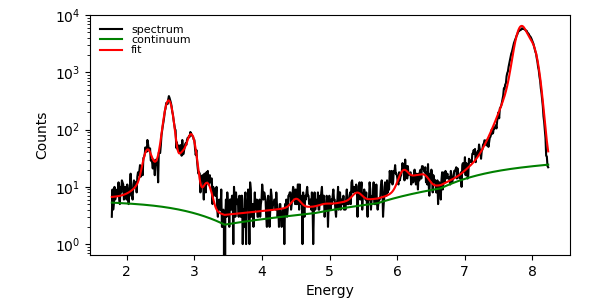 10⁴
10³
10²
10¹
10⁰
Counts
spectrum
continuum
fit
2 3 4 5 6 7 8
Energy